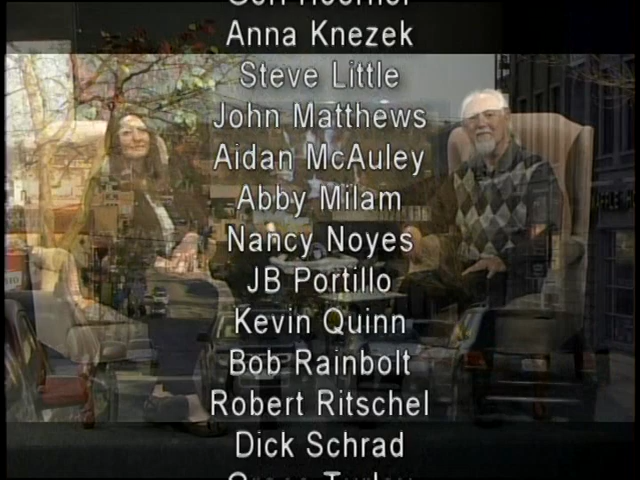 Anna Knezek
Steve Little
John Matthews
Aidan McAuley
Abby Milam
Nancy Noyes
JB Portillo
Kevin Quinn
Bob Rainbolt
Robert Ritschel
Dick Schrad